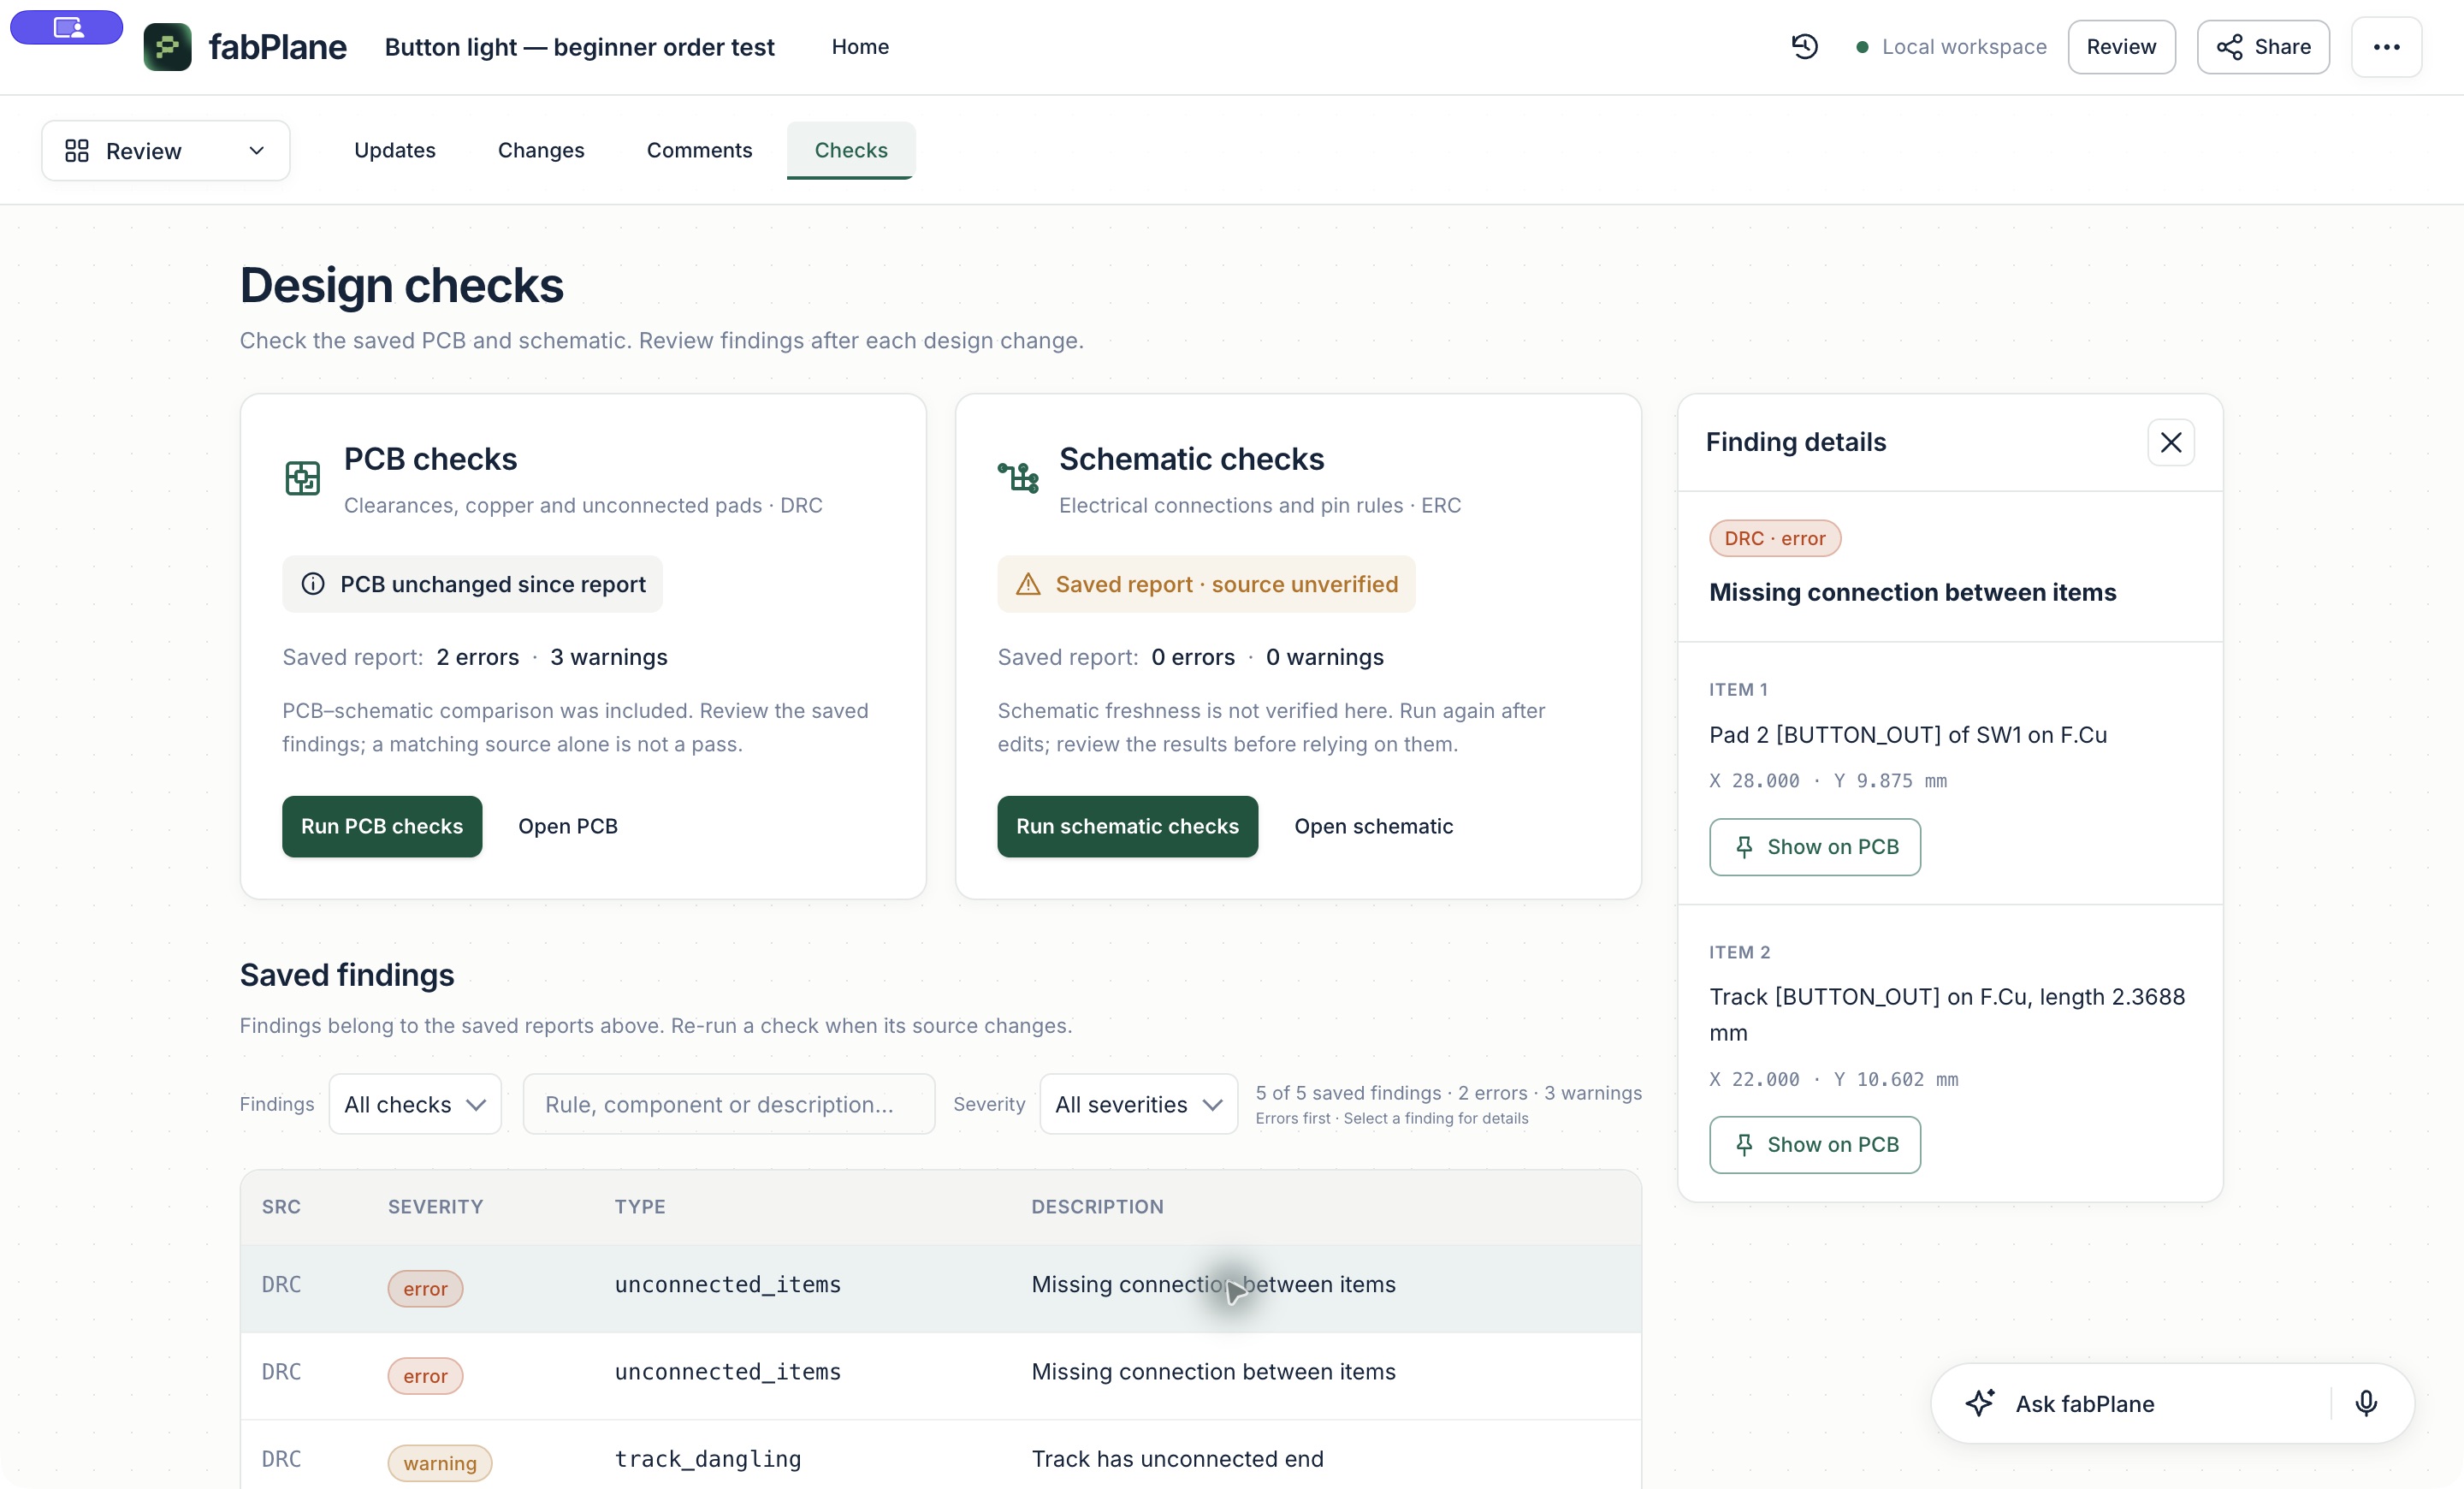 fabPlane
Button light — beginner order test
Home
Local workspace
Review
Share
Review
Updates
Changes
Comments
Checks
Design checks
Check the saved PCB and schematic. Review findings after each design change.
PCB checks
Clearances, copper and unconnected pads · DRC
PCB unchanged since report
Saved report: 2 errors · 3 warnings
PCB–schematic comparison was included. Review the saved
findings; a matching source alone is not a pass.
Run PCB checks
Open PCB
Schematic checks
Electrical connections and pin rules · ERC
Saved report · source unverified
Saved report: 0 errors · 0 warnings
Schematic freshness is not verified here. Run again after
edits; review the results before relying on them.
Run schematic checks
Open schematic
Finding details
DRC · error
Missing connection between items
ITEM 1
Pad 2 [BUTTON_OUT] of SW1 on F.Cu
X 28.000 · Y 9.875 mm
Show on PCB
ITEM 2
Track [BUTTON_OUT] on F.Cu, length 2.3688
mm
X 22.000 · Y 10.602 mm
Show on PCB
Saved findings
Findings belong to the saved reports above. Re-run a check when its source changes.
Findings
All checks
Rule, component or description...
Severity
All severities
5 of 5 saved findings · 2 errors · 3 warnings
Errors first · Select a finding for details
SRC SEVERITY TYPE DESCRIPTION
DRC error unconnected_items Missing connection between items
DRC error unconnected_items Missing connection between items
DRC warning track_dangling Track has unconnected end
Ask fabPlane